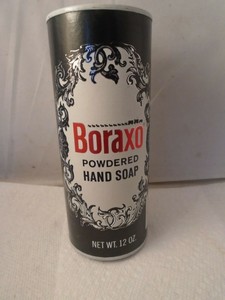 Boraxo
POWDERED
HAND SOAP
NET WT. 12 OZ.